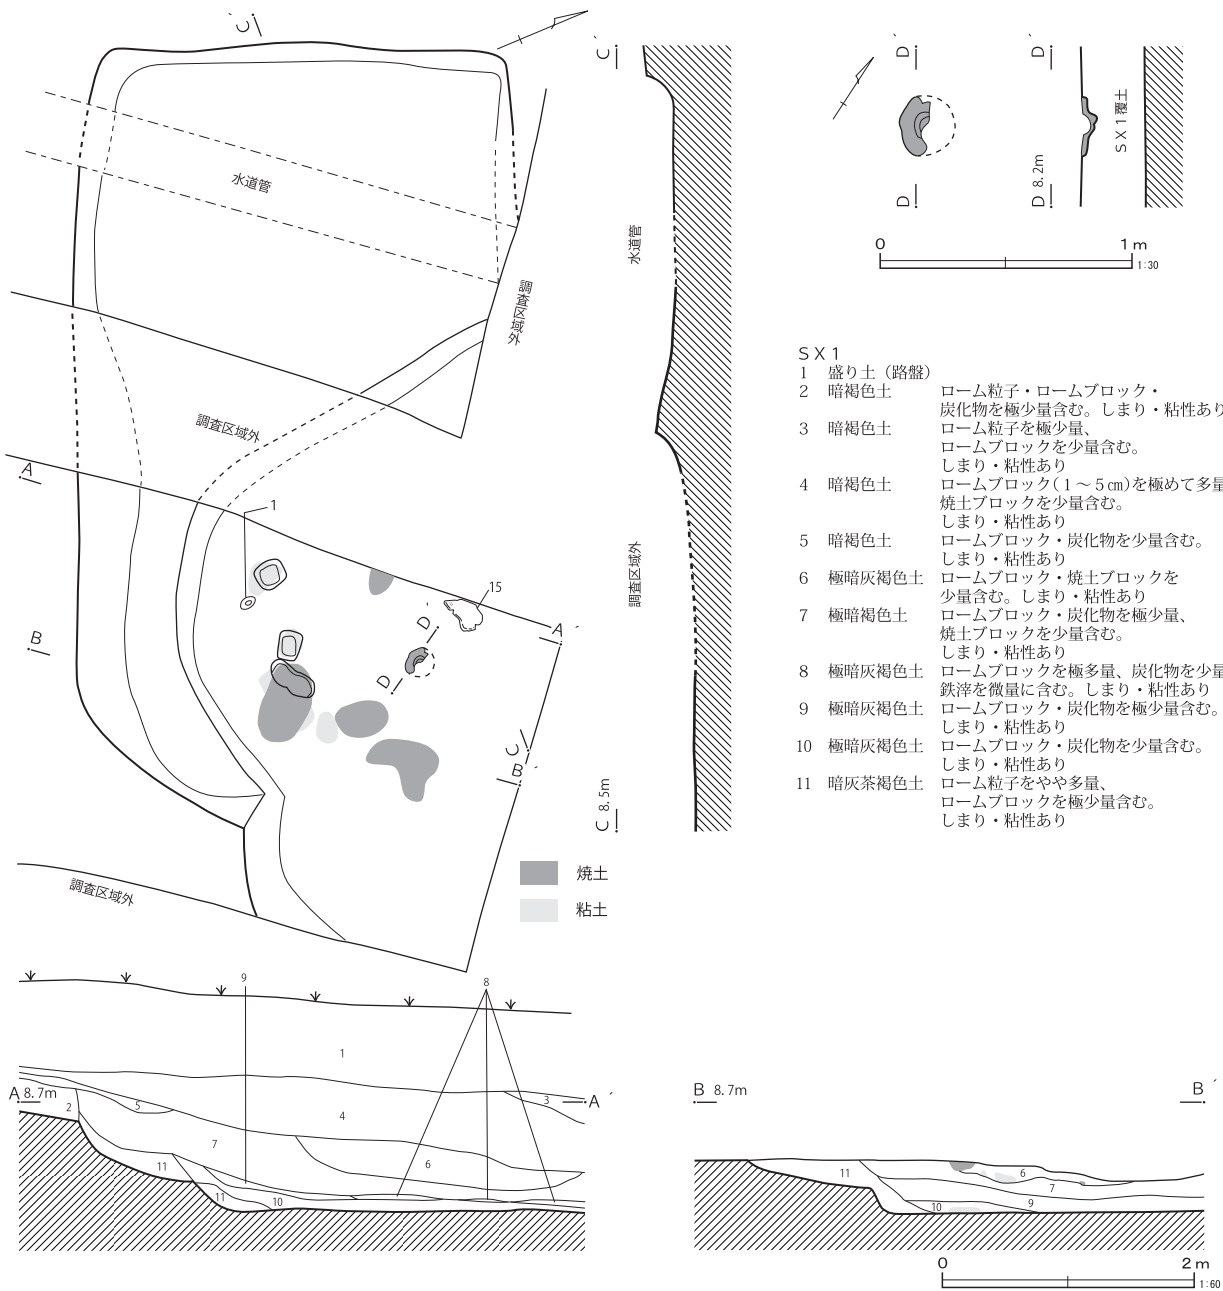 C´
水道管
調査区域外
調査区域外
A
1
15
A´
D´
D
B
C
B´
調査区域外
焼土
粘土
C´
水道管
調査区域外
C 8.5m
D´
D
D´
D 8.2m
SX1覆土
0 1m
1:30
SX1
1 盛り土（路盤）
2 暗褐色土 ローム粒子・ロームブロック・
炭化物を極少量含む。しまり・粘性あり
3 暗褐色土 ローム粒子を極少量、
ロームブロックを少量含む。
しまり・粘性あり
4 暗褐色土 ロームブロック(1～5㎝)を極めて多量
焼土ブロックを少量含む。
しまり・粘性あり
5 暗褐色土 ロームブロック・炭化物を少量含む。
しまり・粘性あり
6 極暗灰褐色土 ロームブロック・焼土ブロックを
少量含む。しまり・粘性あり
7 極暗褐色土 ロームブロック・炭化物を極少量、
焼土ブロックを少量含む。
しまり・粘性あり
8 極暗灰褐色土 ロームブロックを極多量、炭化物を少量
鉄滓を微量に含む。しまり・粘性あり
9 極暗灰褐色土 ロームブロック・炭化物を極少量含む。
しまり・粘性あり
10 極暗灰褐色土 ロームブロック・炭化物を少量含む。
しまり・粘性あり
11 暗灰茶褐色土 ローム粒子をやや多量、
ロームブロックを極少量含む。
しまり・粘性あり
9
8
1
A 8.7m
A´
2
5
4
3
7
6
11
11
10
B 8.7m
B´
11
6
7
10
9
0 2m
1:60